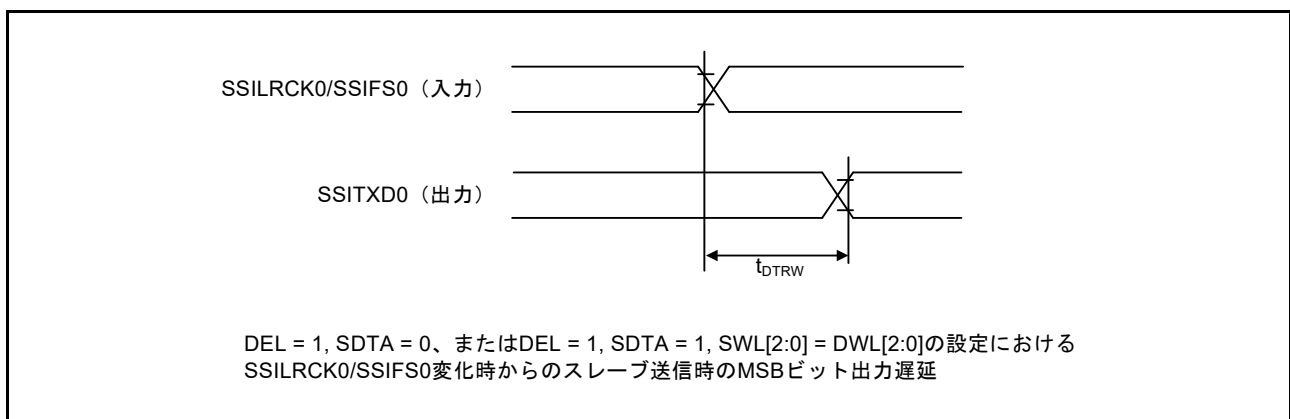 SSILRCK0/SSIFS0（入力）
SSITXD0（出力）
tDTRW
DEL = 1, SDTA = 0、またはDEL = 1, SDTA = 1, SWL[2:0] = DWL[2:0]の設定における
SSILRCK0/SSIFS0変化時からのスレーブ送信時のMSBビット出力遅延